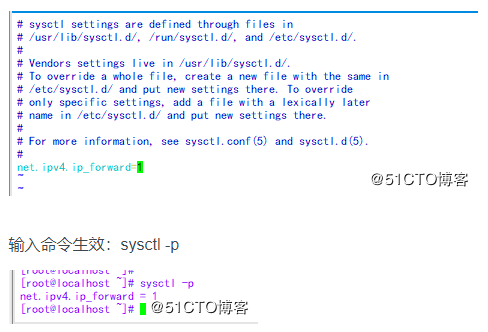 # sysctl settings are defined through files in
# /usr/lib/sysctl.d/, /run/sysctl.d/, and /etc/sysctl.d/.
#
# Vendors settings live in /usr/lib/sysctl.d/.
# To override a whole file, create a new file with the same in
# /etc/sysctl.d/ and put new settings there. To override
# only specific settings, add a file with a lexically later
# name in /etc/sysctl.d/ and put new settings there.
#
# For more information, see sysctl.conf(5) and sysctl.d(5).
#
net.ipv4.ip_forward=1
~
~
@51CTO博客
输入命令生效：sysctl -p
[root@localhost ~]#
[root@localhost ~]# sysctl -p
net.ipv4.ip_forward = 1
[root@localhost ~]#
@51CTO博客